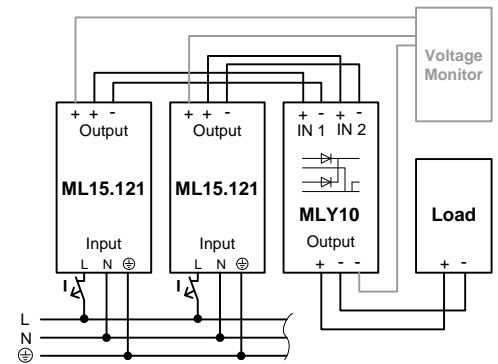 Voltage
Monitor
+ + -
Output
ML15.121
Input
L N ⏚
I
+ + -
Output
ML15.121
Input
L N ⏚
I
+ - + -
IN 1 IN 2
MLY10
Output
+ - -
Load
+ -
L
N
⏚